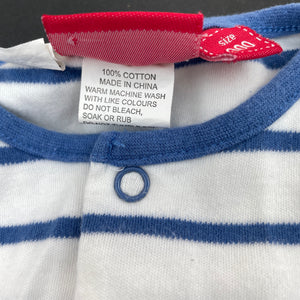 size
000
100% COTTON
MADE IN CHINA
WARM MACHINE WASH
WITH LIKE COLOURS
DO NOT BLEACH,
SOAK OR RUB